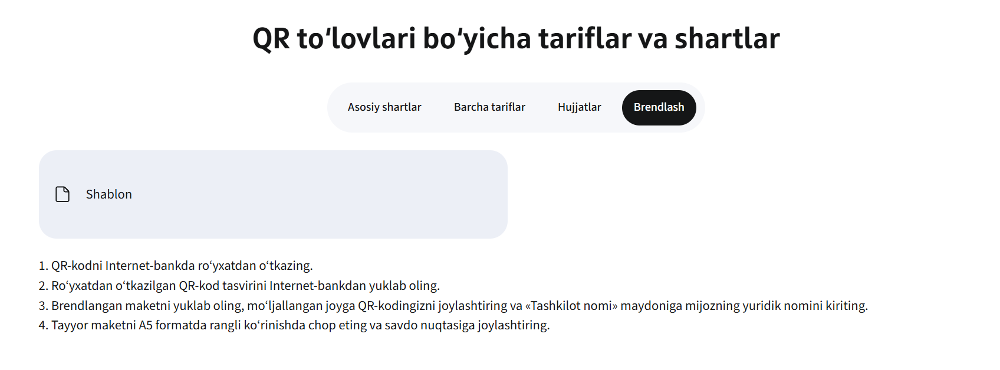 QR to‘lovlari bo‘yicha tariflar va shartlar
Asosiy shartlar
Barcha tariflar
Hujjatlar
Brendlash
Shablon
1. QR-kodni Internet-bankda ro‘yxatdan o‘tkazing.
2. Ro‘yxatdan o‘tkazilgan QR-kod tasvirini Internet-bankdan yuklab oling.
3. Brendlangan maketni yuklab oling, mo‘ljallangan joyga QR-kodingizni joylashtiring va «Tashkilot nomi» maydoniga mijozning yuridik nomini kiriting.
4. Tayyor maketni A5 formatda rangli ko‘rinishda chop eting va savdo nuqtasiga joylashtiring.